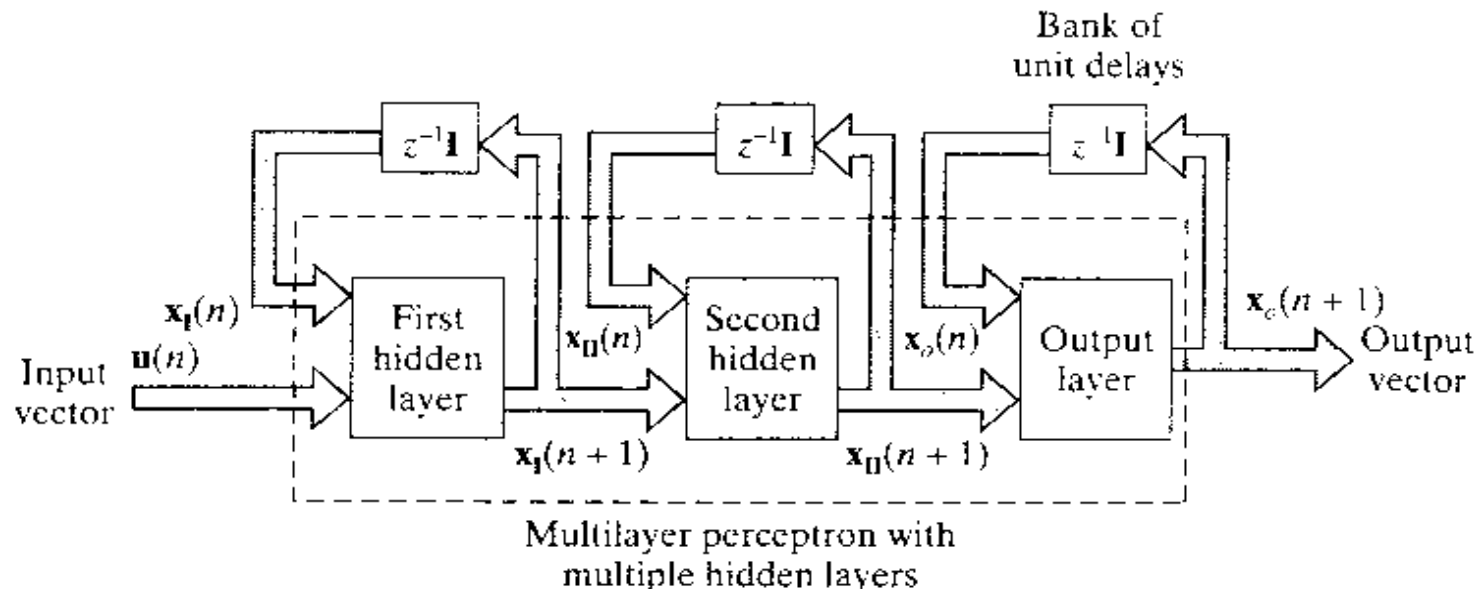 Bank of
unit delays
z⁻¹I
z⁻¹I
z⁻¹I
x_I(n)
First
hidden
layer
x_II(n)
Second
hidden
layer
x_o(n)
Output
layer
x_o(n + 1)
Input
vector
u(n)
Output
vector
x_I(n + 1)
x_II(n + 1)
Multilayer perceptron with
multiple hidden layers